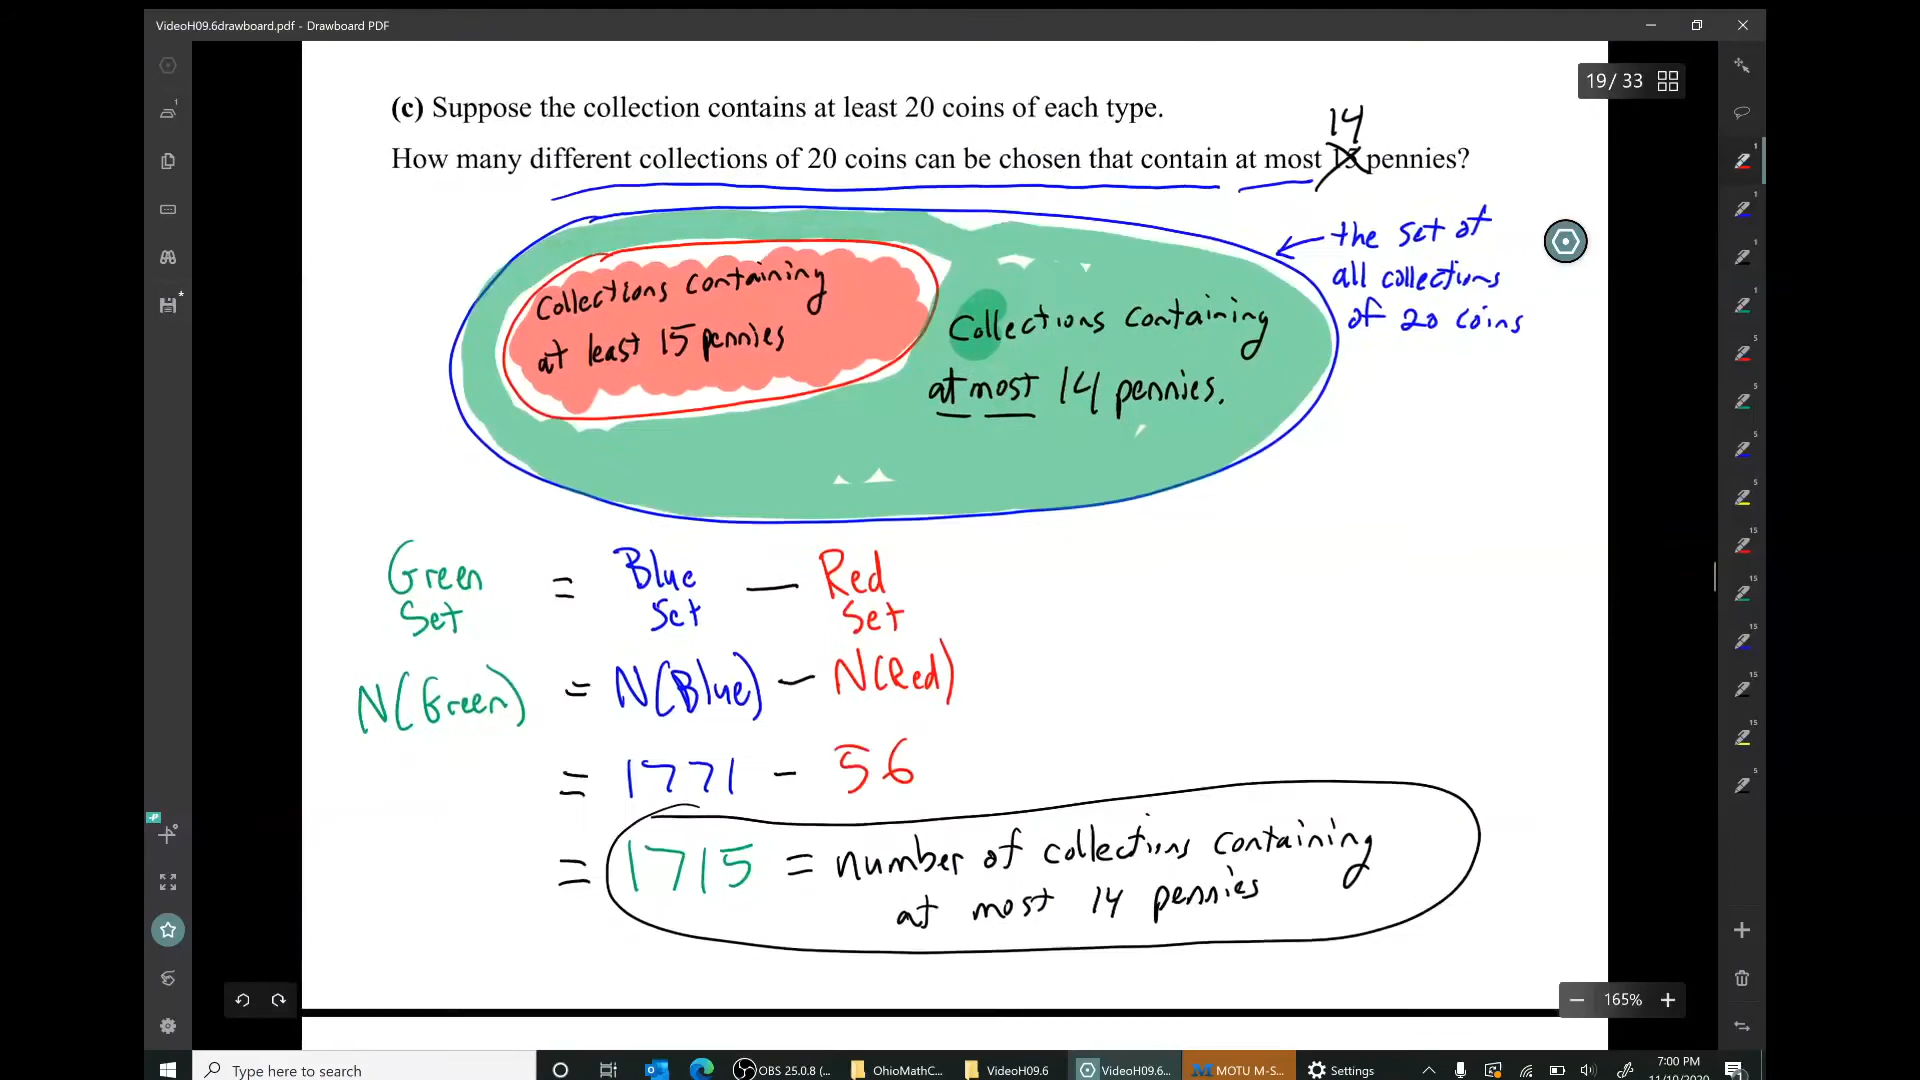 VideoH09.6drawboard.pdf - Drawboard PDF
19 / 33
(c) Suppose the collection contains at least 20 coins of each type.
14
How many different collections of 20 coins can be chosen that contain at most 15 pennies?
the set of
all collections
of 20 coins
Collections containing
at least 15 pennies
Collections containing
at most 14 pennies.
Green Set = Blue Set — Red Set
N(Green) = N(Blue) - N(Red)
= 1771 - 56
= 1715 = number of collections containing
at most 14 pennies
165%
Type here to search
OBS 25.0.8 (...
OhioMathC...
VideoH09.6
VideoH09.6...
MOTU M-S...
Settings
7:00 PM
11/10/2020